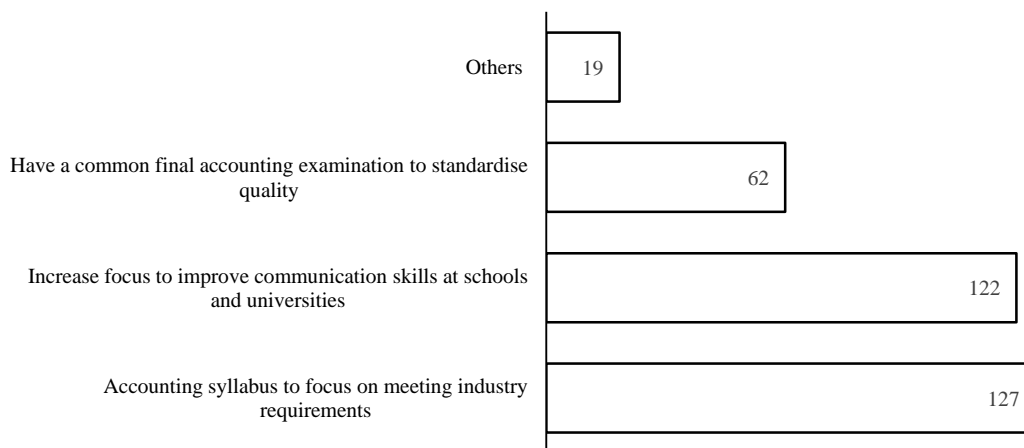 Others
19
Have a common final accounting examination to standardise
quality
62
Increase focus to improve communication skills at schools
and universities
122
Accounting syllabus to focus on meeting industry
requirements
127